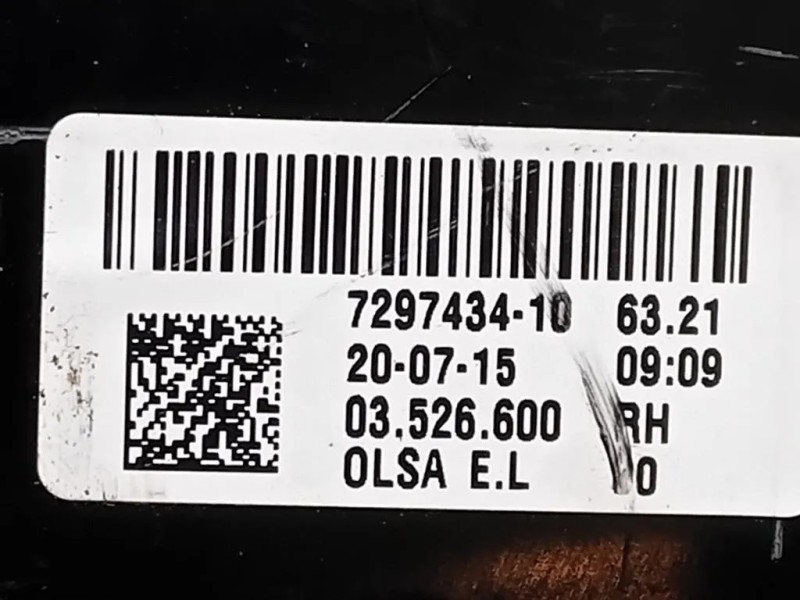 7297434-10 63.21
20-07-15 09:09
03.526.600 RH
OLSA E.L